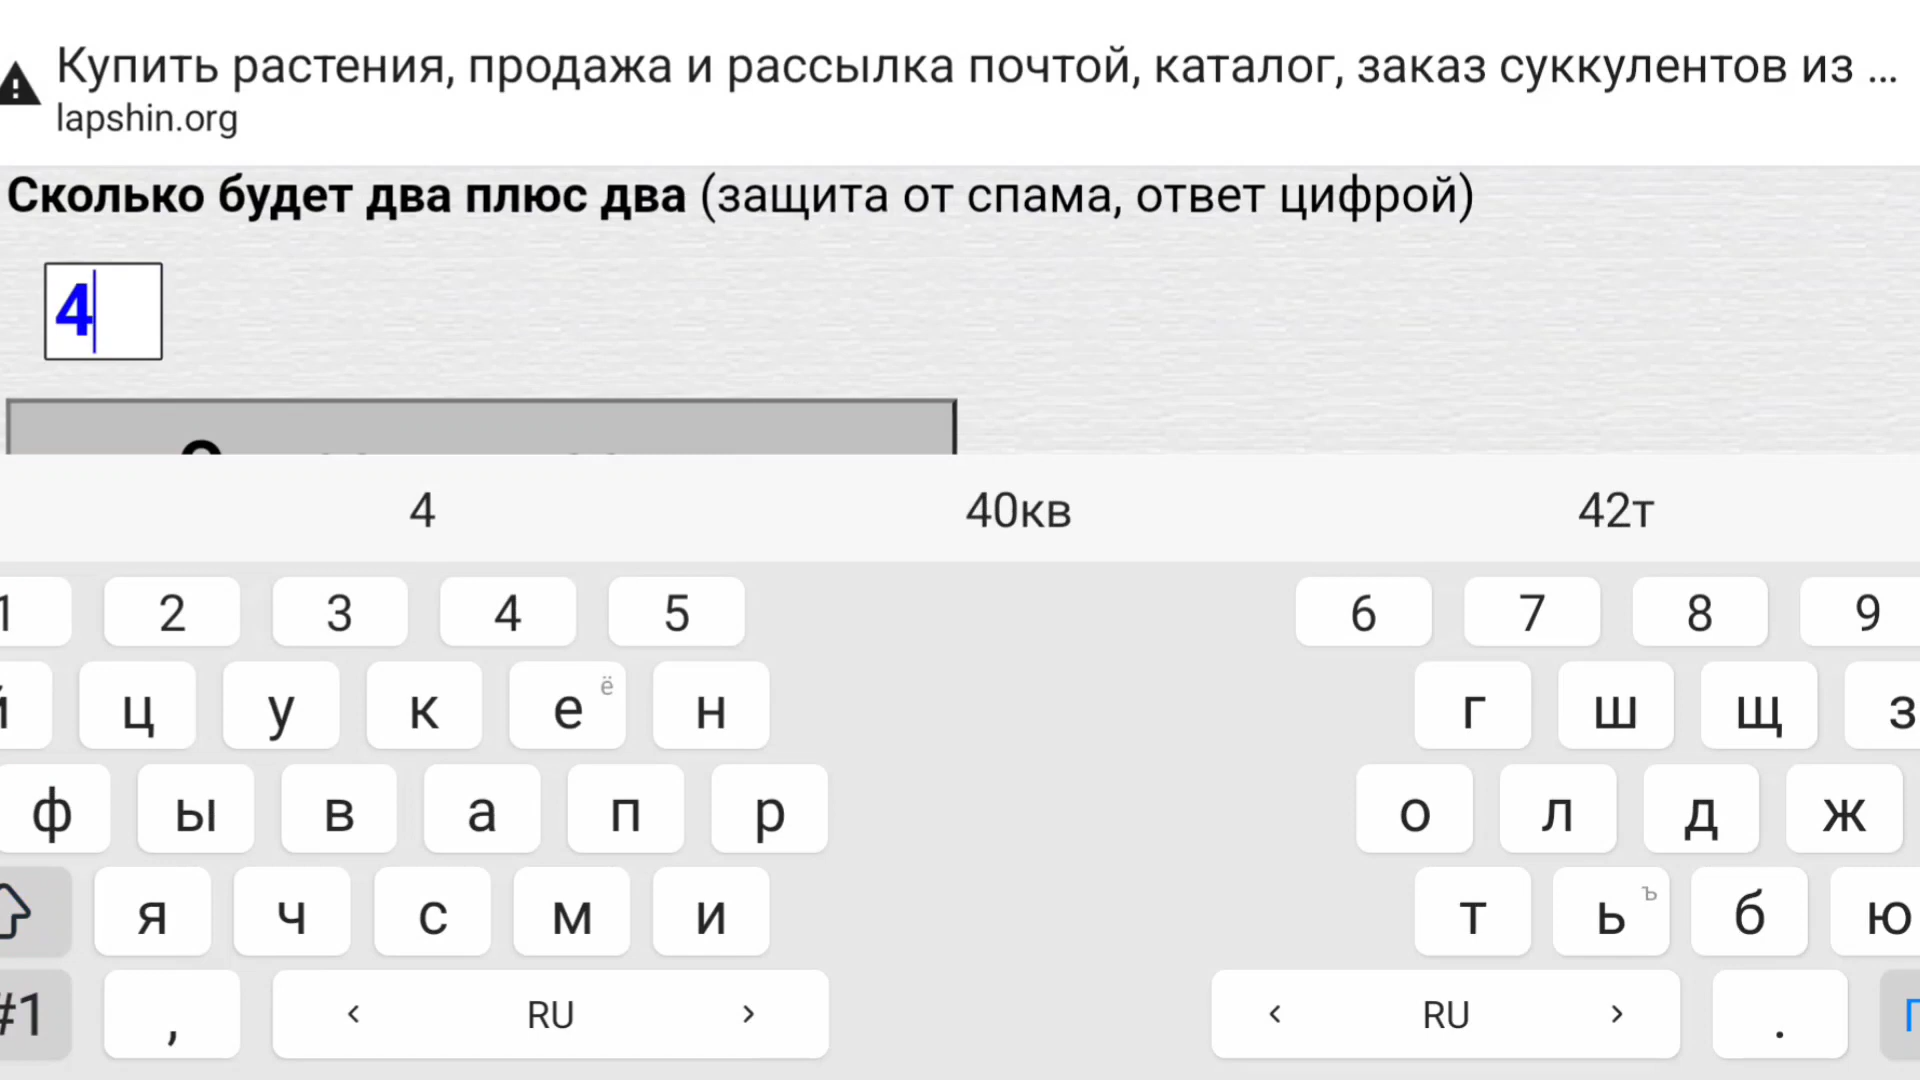 Купить растения, продажа и рассылка почтой, каталог, заказ суккулентов из ...
lapshin.org
Сколько будет два плюс два (защита от спама, ответ цифрой)
4
4 40кв 42т
1 2 3 4 5 6 7 8 9
й ц у к е ё н г ш щ з
ф ы в а п р о л д ж
я ч с м и т ь ъ б ю
#1 , < RU > < RU > .